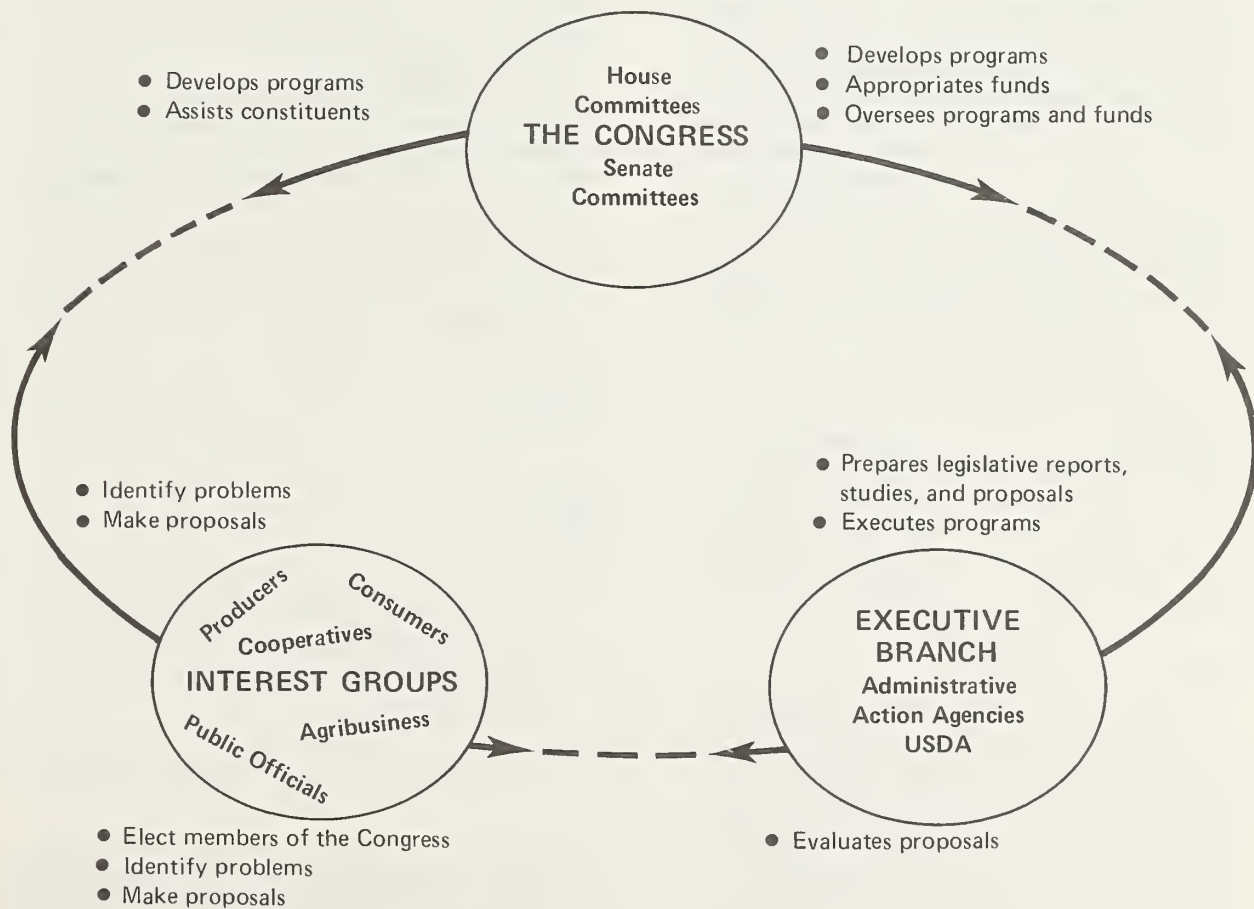 ● Develops programs
● Assists constituents
House
Committees
THE CONGRESS
Senate
Committees
● Develops programs
● Appropriates funds
● Oversees programs and funds
● Identify problems
● Make proposals
Producers
Consumers
Cooperatives
INTEREST GROUPS
Agribusiness
Public Officials
● Elect members of the Congress
● Identify problems
● Make proposals
● Prepares legislative reports,
studies, and proposals
● Executes programs
EXECUTIVE
BRANCH
Administrative
Action Agencies
USDA
● Evaluates proposals